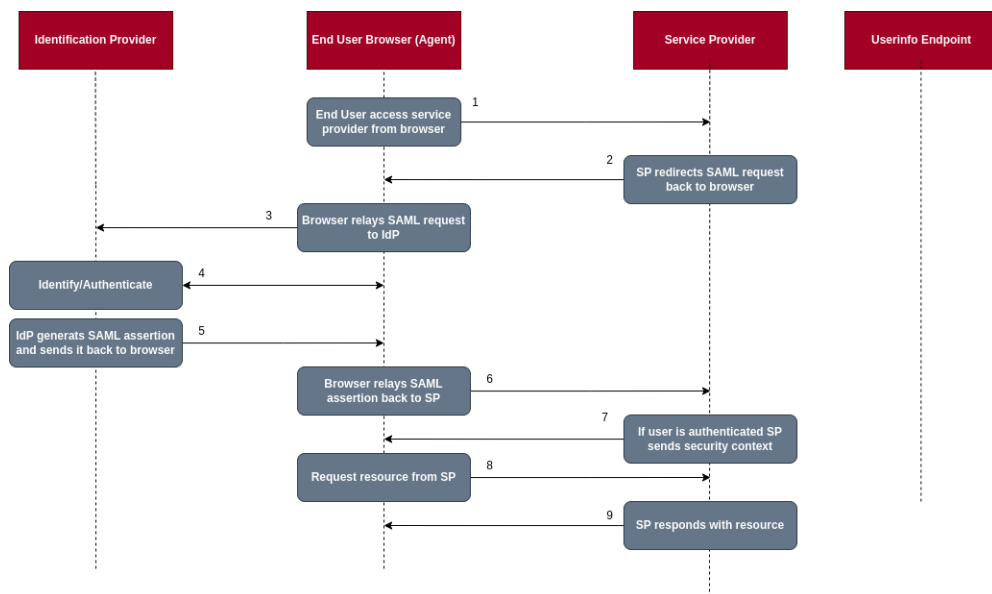 Identification Provider
End User Browser (Agent)
Service Provider
Userinfo Endpoint
1
End User access service
provider from browser
2
SP redirects SAML request
back to browser
3
Browser relays SAML request
to IdP
4
Identify/Authenticate
5
IdP generats SAML assertion
and sends it back to browser
6
Browser relays SAML
assertion back to SP
7
If user is authenticated SP
sends security context
8
Request resource from SP
9
SP responds with resource